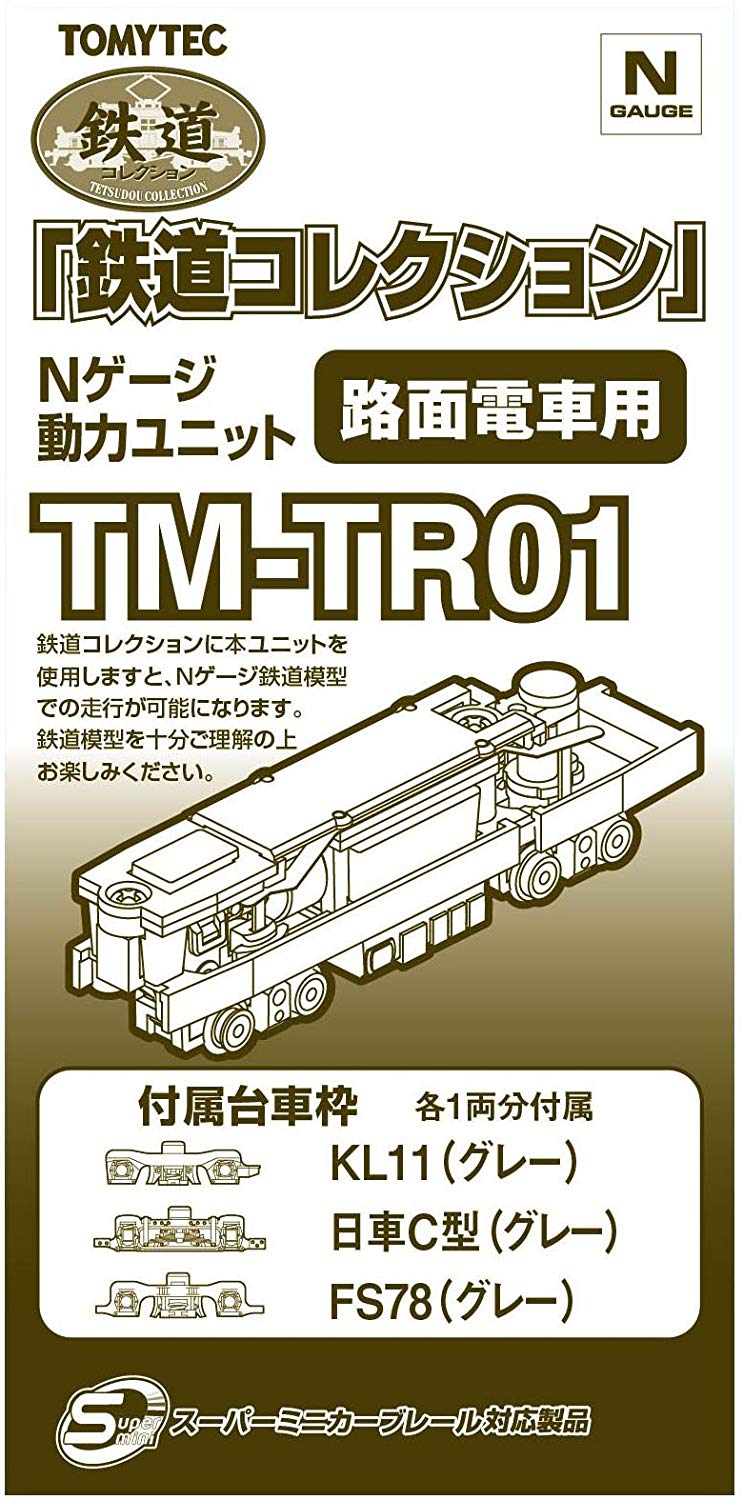 TOMYTEC
N
GAUGE
鉄道
コレクション
TETSUDOU COLLECTION
「鉄道コレクション」
Nゲージ
動力ユニット
路面電車用
TM-TR01
鉄道コレクションに本ユニットを
使用しますと、Nゲージ鉄道模型
での走行が可能になります。
鉄道模型を十分ご理解の上
お楽しみください。
付属台車枠 各1両分付属
KL11(グレー)
日車C型(グレー)
FS78(グレー)
Super
mini
スーパーミニカーブレール対応製品